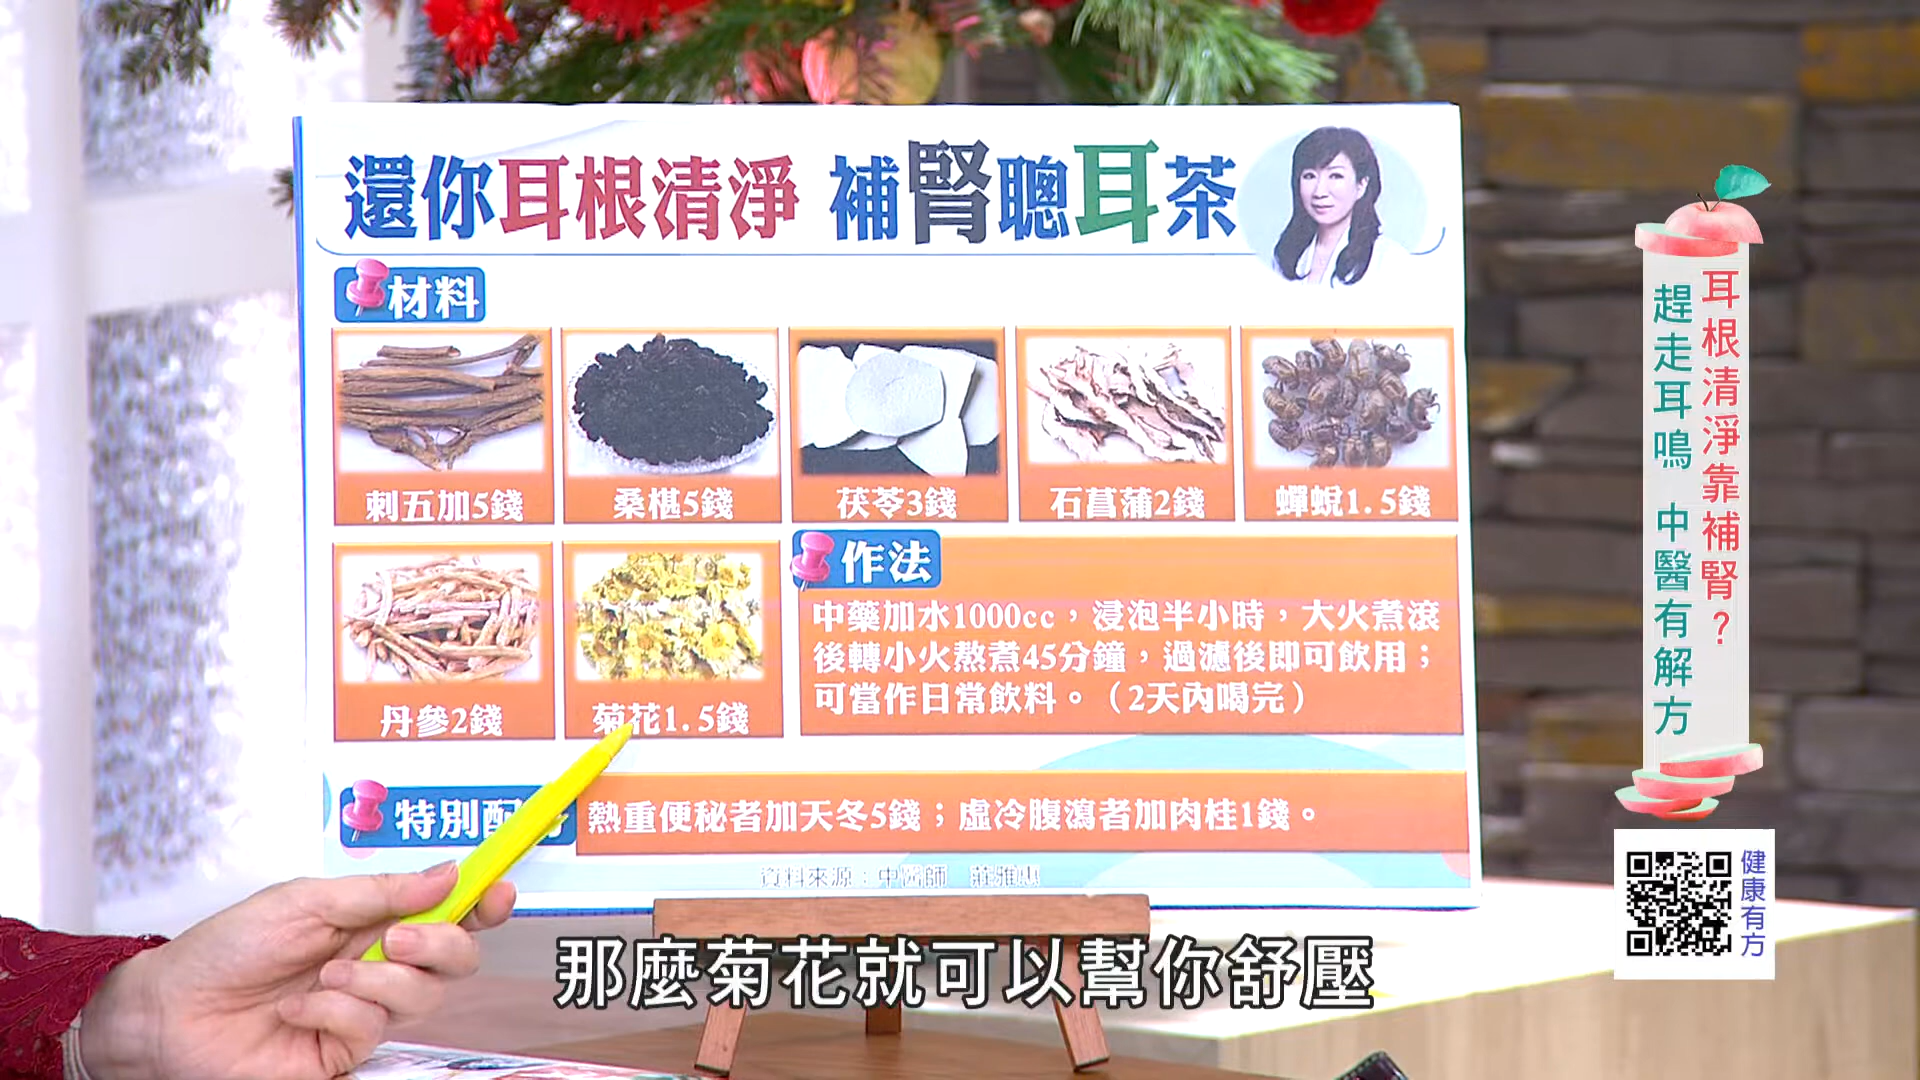 還你耳根清淨 補腎聰耳茶
材料
刺五加5錢
桑椹5錢
茯苓3錢
石菖蒲2錢
蟬蛻1.5錢
丹參2錢
菊花1.5錢
作法
中藥加水1000cc，浸泡半小時，大火煮滾
後轉小火熬煮45分鐘，過濾後即可飲用；
可當作日常飲料。（2天內喝完）
特別配
熱重便秘者加天冬5錢；虛冷腹瀉者加肉桂1錢。
資料來源：中醫師 莊雅惠
耳根清淨靠補腎？
趕走耳鳴 中醫有解方
健康有方
那麼菊花就可以幫你舒壓